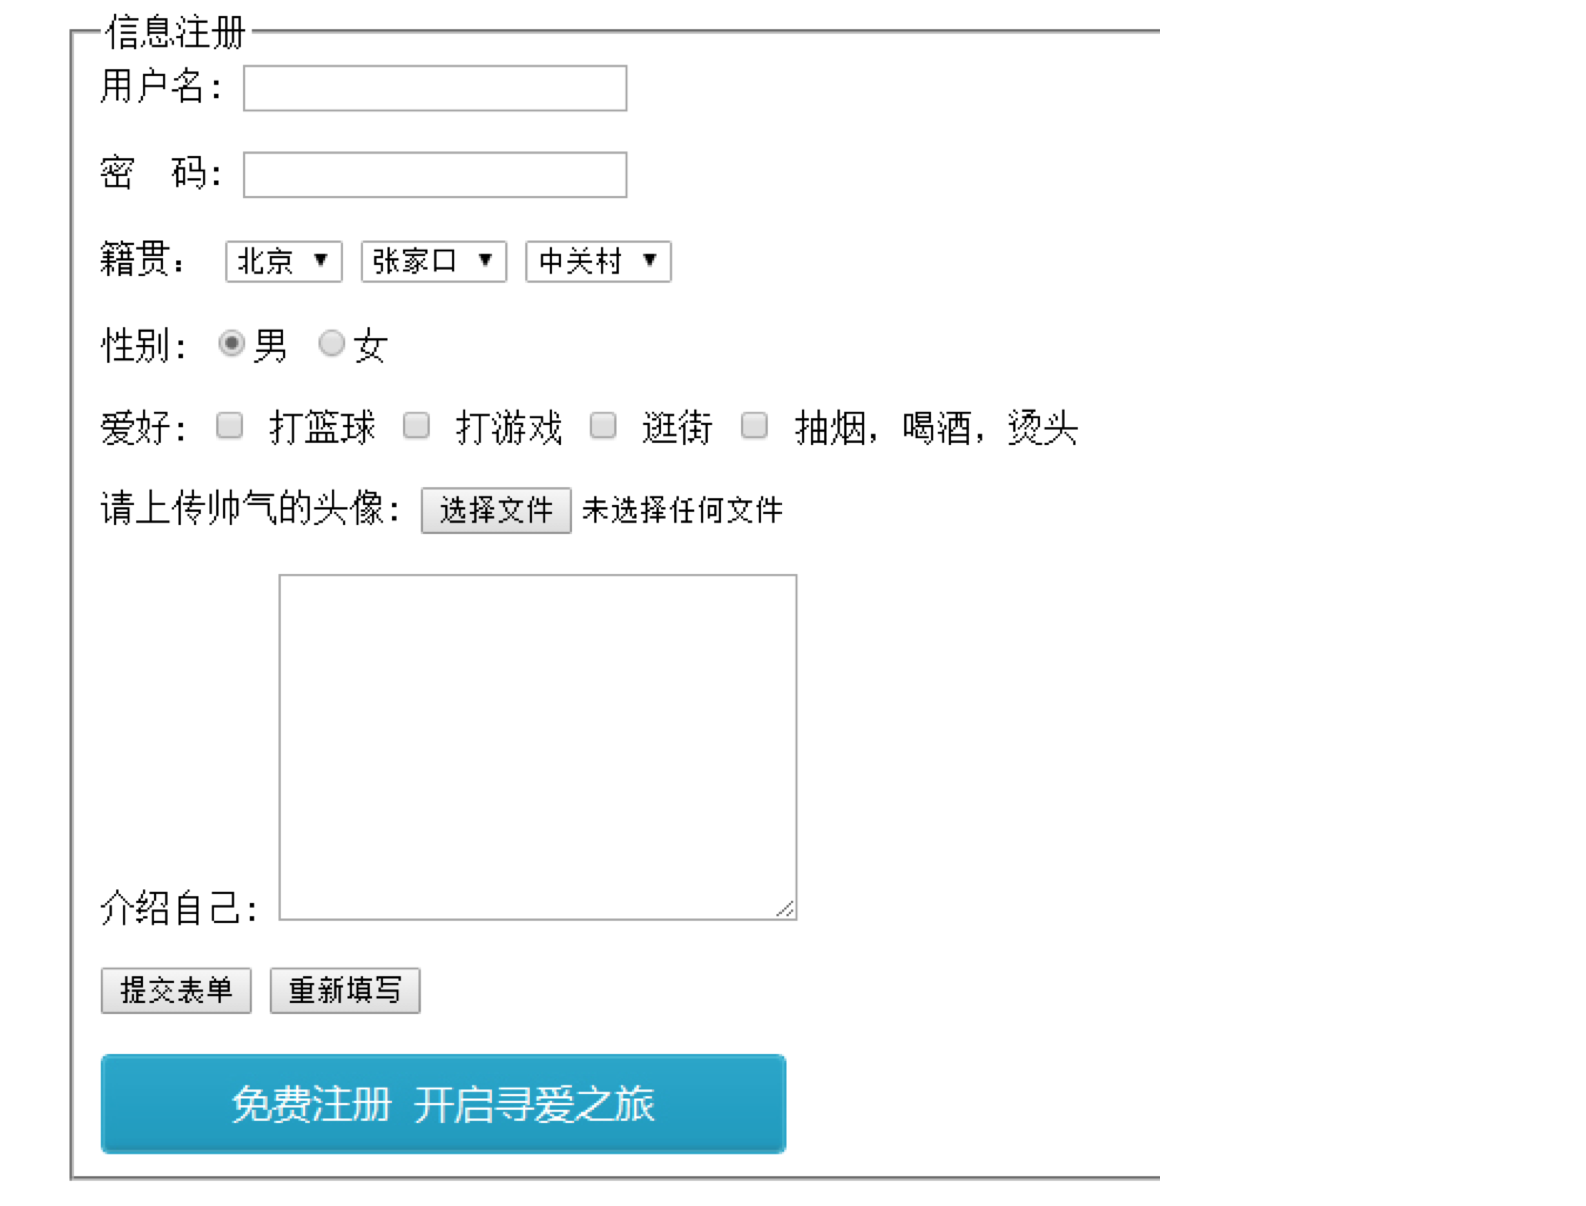 信息注册
用户名：
密　码：
籍贯： 北京 张家口 中关村
性别： 男 女
爱好： 打篮球 打游戏 逛街 抽烟，喝酒，烫头
请上传帅气的头像： 选择文件 未选择任何文件
介绍自己：
提交表单 重新填写
免费注册 开启寻爱之旅